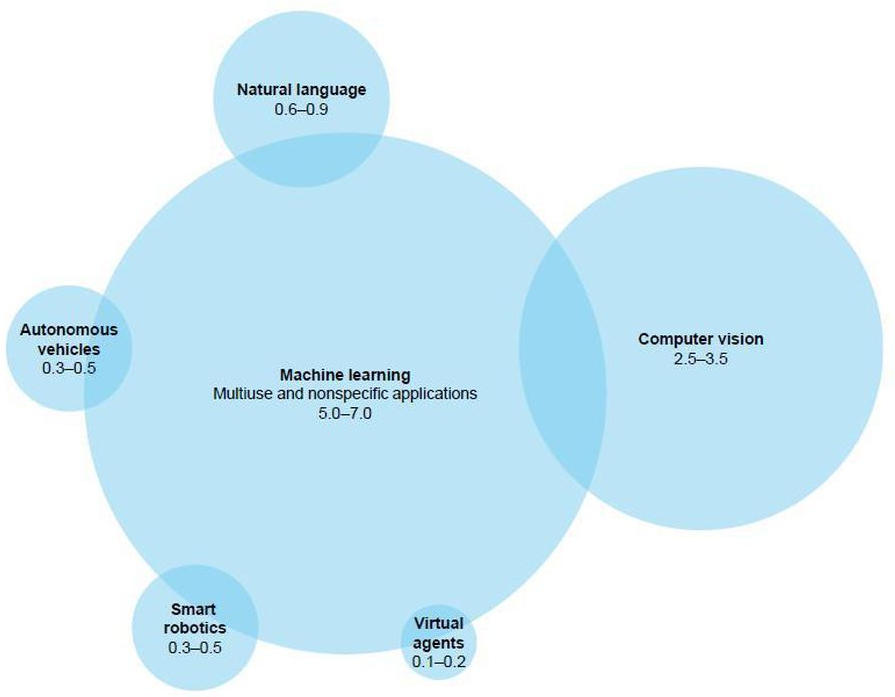 Natural language
0.6–0.9
Autonomous
vehicles
0.3–0.5
Machine learning
Multiuse and nonspecific applications
5.0–7.0
Computer vision
2.5–3.5
Smart
robotics
0.3–0.5
Virtual
agents
0.1–0.2